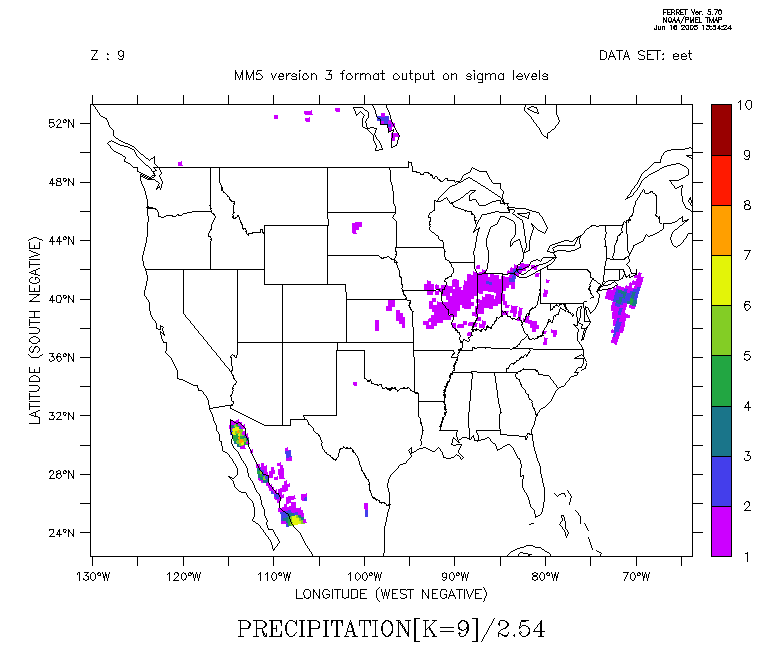 FERRET Ver. 5.70
NOAA/PMEL TMAP
Jun 16 2005 13:54:24
Z : 9
DATA SET: eet
MM5 version 3 format output on sigma levels
52°N
48°N
44°N
40°N
36°N
32°N
28°N
24°N
LATITUDE (SOUTH NEGATIVE)
130°W 120°W 110°W 100°W 90°W 80°W 70°W
LONGITUDE (WEST NEGATIVE)
10
9
8
7
6
5
4
3
2
1
PRECIPITATION[K=9]/2.54